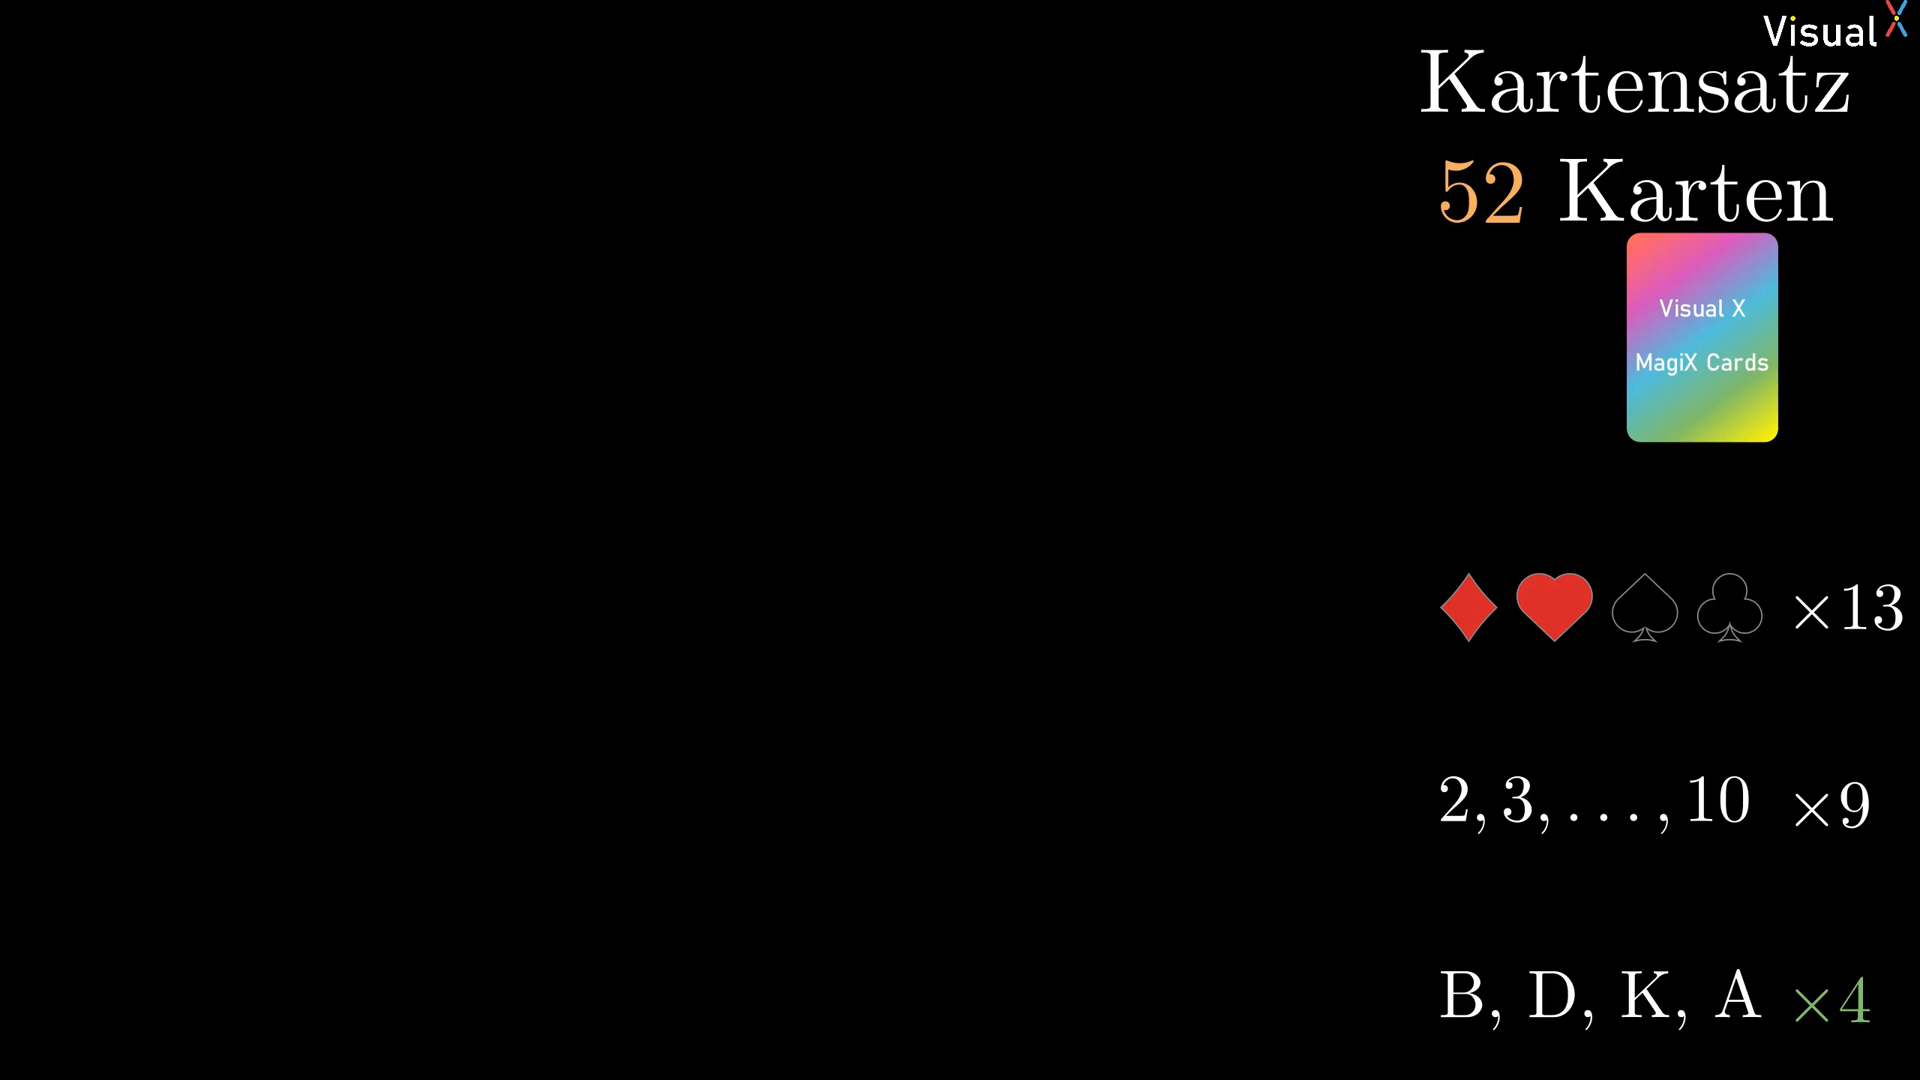 Visual X
Kartensatz
52 Karten
Visual X
MagiX Cards
×13
2, 3, . . . , 10 ×9
B, D, K, A ×4